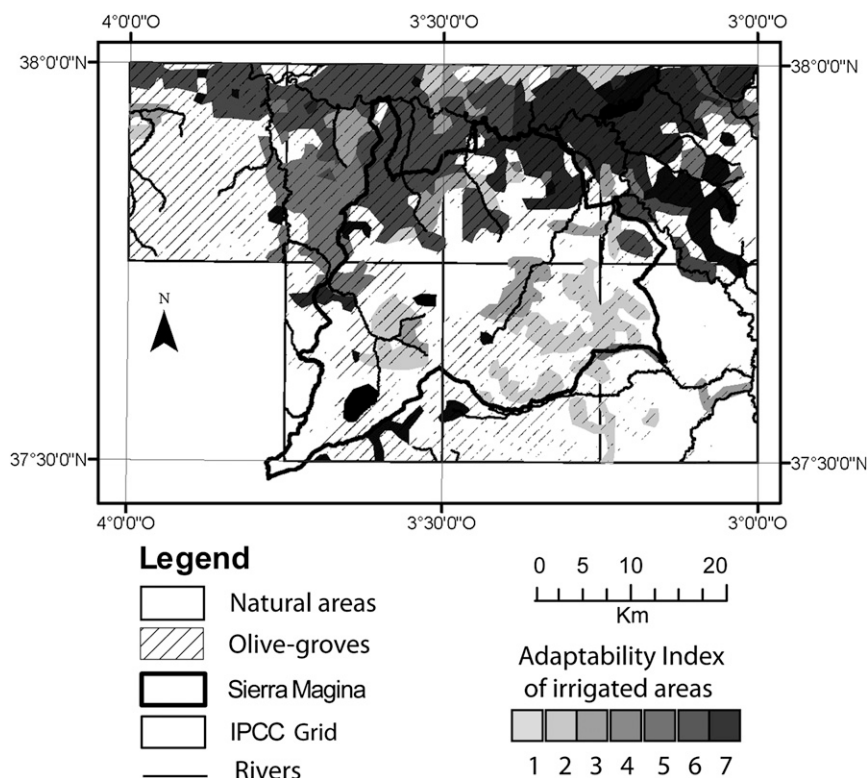 4°0'0"O 3°30'0"O 3°0'0"O
38°0'0"N 38°0'0"N
N
37°30'0"N 37°30'0"N
4°0'0"O 3°30'0"O 3°0'0"O
Legend
Natural areas
Olive-groves
Sierra Magina
IPCC Grid
Rivers
0 5 10 20
Km
Adaptability Index
of irrigated areas
1 2 3 4 5 6 7